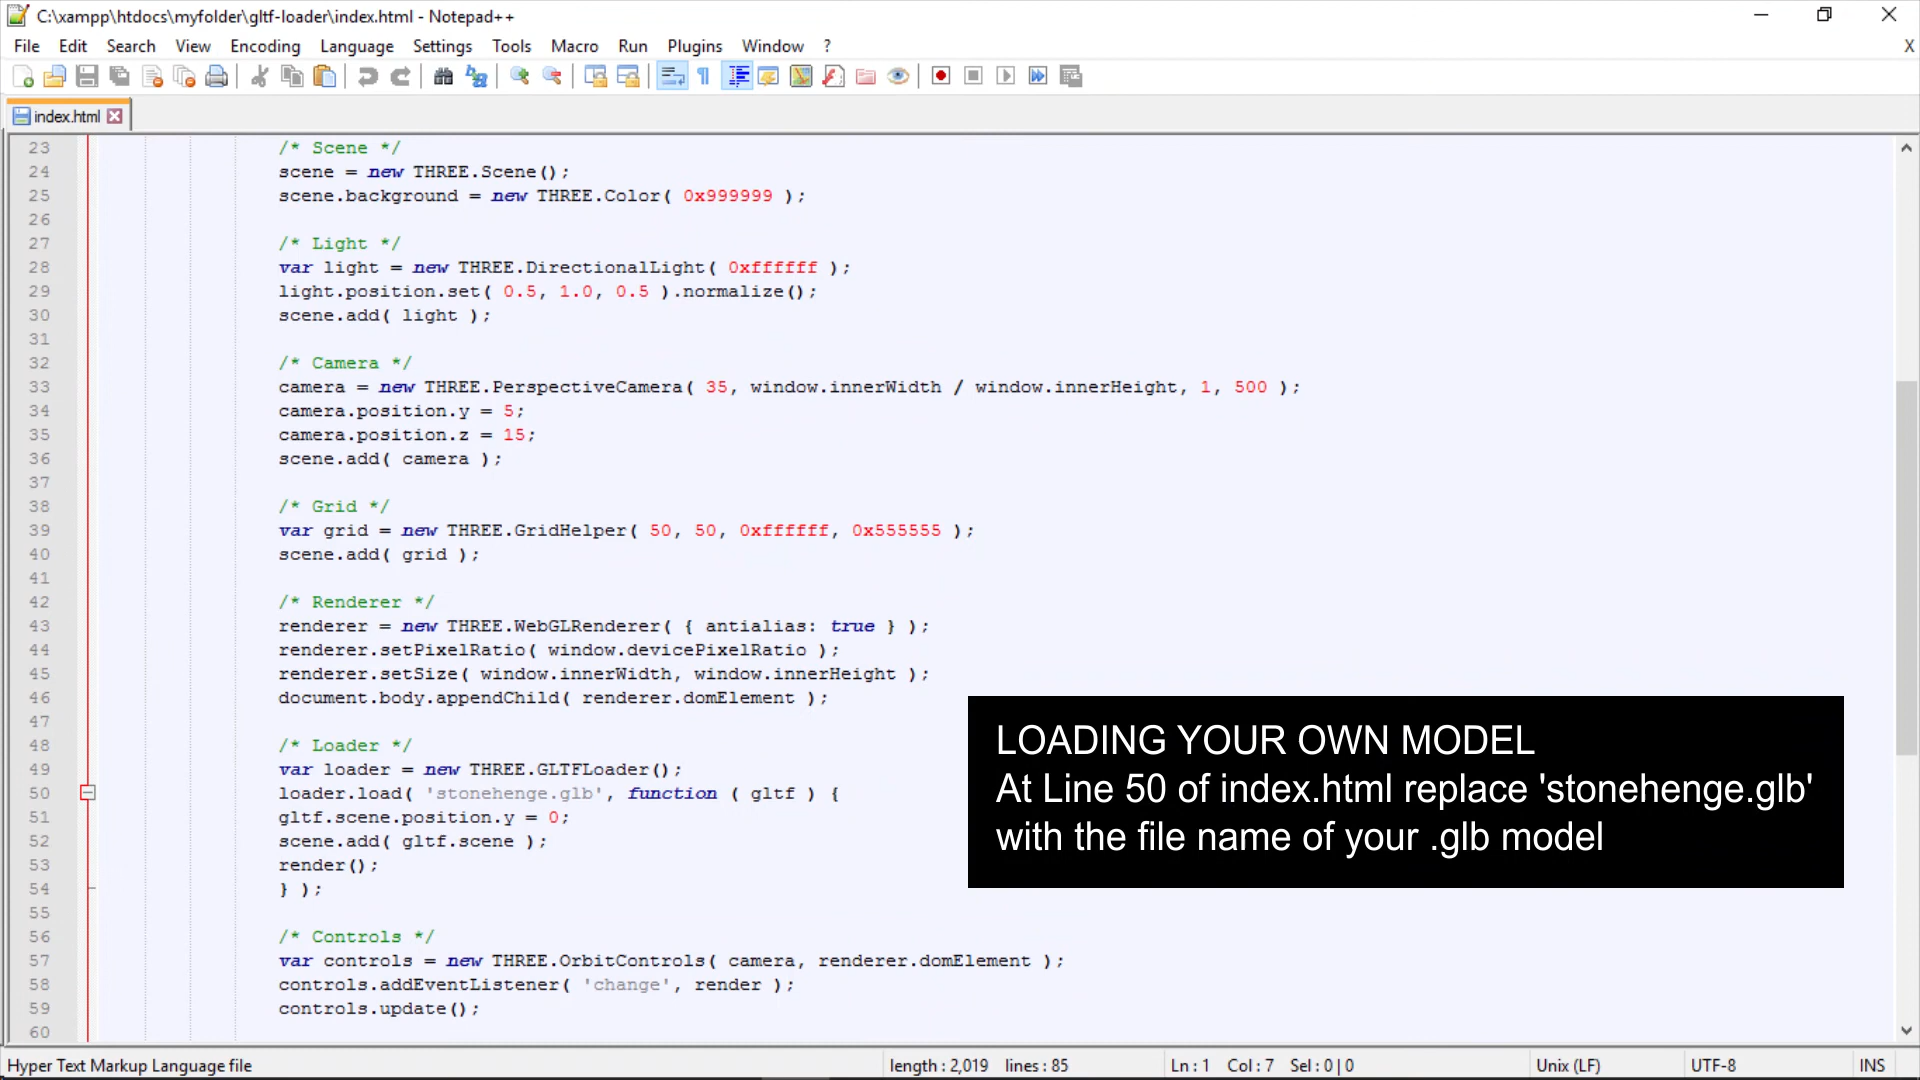 C:\xampp\htdocs\myfolder\gltf-loader\index.html - Notepad++
File Edit Search View Encoding Language Settings Tools Macro Run Plugins Window ? X
index.html
23 /* Scene */
24 scene = new THREE.Scene();
25 scene.background = new THREE.Color( 0x999999 );
26
27 /* Light */
28 var light = new THREE.DirectionalLight( 0xffffff );
29 light.position.set( 0.5, 1.0, 0.5 ).normalize();
30 scene.add( light );
31
32 /* Camera */
33 camera = new THREE.PerspectiveCamera( 35, window.innerWidth / window.innerHeight, 1, 500 );
34 camera.position.y = 5;
35 camera.position.z = 15;
36 scene.add( camera );
37
38 /* Grid */
39 var grid = new THREE.GridHelper( 50, 50, 0xffffff, 0x555555 );
40 scene.add( grid );
41
42 /* Renderer */
43 renderer = new THREE.WebGLRenderer( { antialias: true } );
44 renderer.setPixelRatio( window.devicePixelRatio );
45 renderer.setSize( window.innerWidth, window.innerHeight );
46 document.body.appendChild( renderer.domElement );
47
48 /* Loader */
49 var loader = new THREE.GLTFLoader();
50 loader.load( 'stonehenge.glb', function ( gltf ) {
51 gltf.scene.position.y = 0;
52 scene.add( gltf.scene );
53 render();
54 } );
55
56 /* Controls */
57 var controls = new THREE.OrbitControls( camera, renderer.domElement );
58 controls.addEventListener( 'change', render );
59 controls.update();
60
LOADING YOUR OWN MODEL
At Line 50 of index.html replace 'stonehenge.glb'
with the file name of your .glb model
Hyper Text Markup Language file length : 2,019 lines : 85 Ln : 1 Col : 7 Sel : 0 | 0 Unix (LF) UTF-8 INS